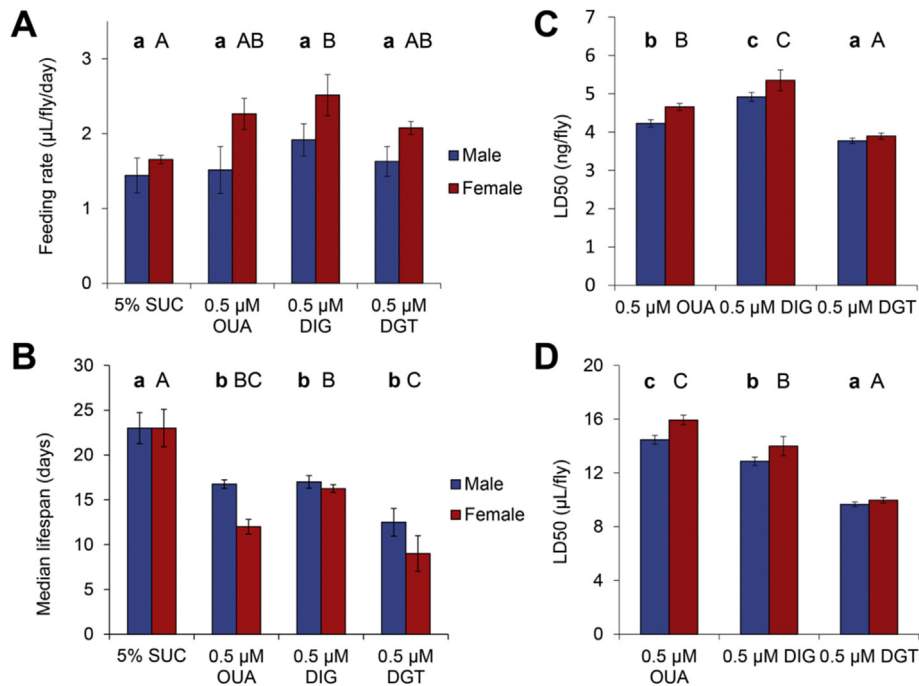 A
a A
a AB
a B
a AB
Feeding rate (µL/fly/day)
3
2
1
0
5% SUC
0.5 µM
OUA
0.5 µM
DIG
0.5 µM
DGT
Male
Female
B
a A
b BC
b B
b C
Median lifespan (days)
30
25
20
15
10
5
0
5% SUC
0.5 µM
OUA
0.5 µM
DIG
0.5 µM
DGT
Male
Female
C
b B
c C
a A
LD50 (ng/fly)
7
6
5
4
3
2
1
0
0.5 µM OUA
0.5 µM DIG
0.5 µM DGT
D
c C
b B
a A
LD50 (µL/fly)
20
16
12
8
4
0
0.5 µM
OUA
0.5 µM DIG
0.5 µM DGT